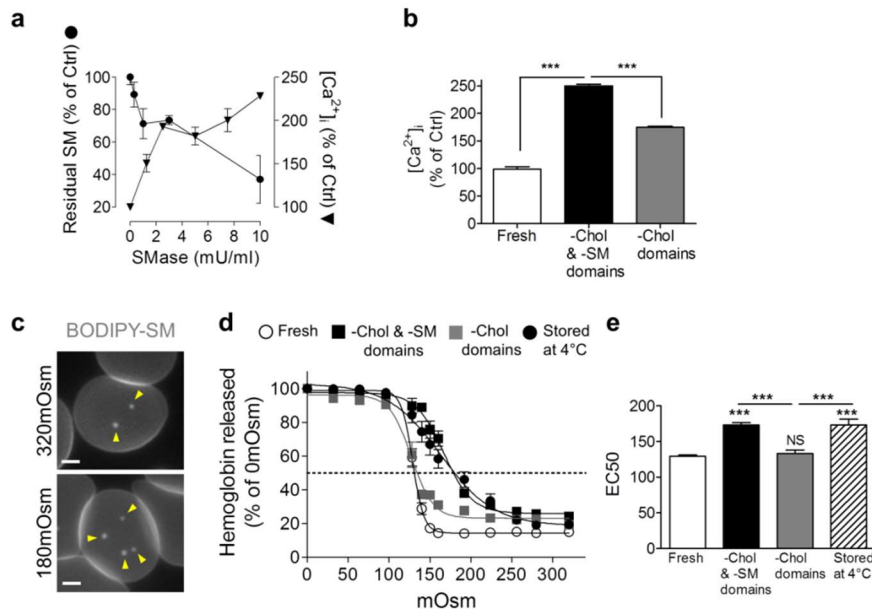 a
Residual SM (% of Ctrl) ●
100
80
60
40
20
[Ca²⁺]ᵢ (% of Ctrl) ▼
250
200
150
100
0 2 4 6 8 10
SMase (mU/ml)
b
[Ca²⁺]ᵢ
(% of Ctrl)
250
200
150
100
50
0
*** ***
Fresh
-Chol
& -SM
domains
-Chol
domains
c
BODIPY-SM
320mOsm
180mOsm
d
Fresh
-Chol & -SM
domains
-Chol
domains
Stored
at 4°C
Hemoglobin released
(% of 0mOsm)
100
80
60
40
20
0
0 50 100 150 200 250 300
mOsm
e
EC50
200
150
100
50
0
*** ***
*** NS ***
Fresh
-Chol
& -SM
domains
-Chol
domains
Stored
at 4°C